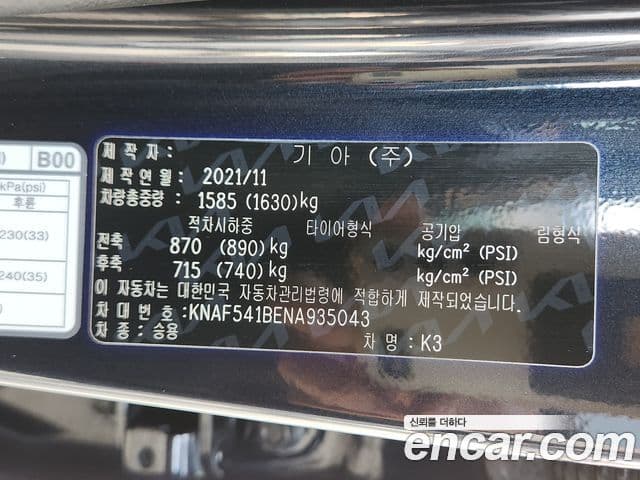 B00
kPa(psi)
후륜
230(33)
240(35)
제 작 자 : 기 아 (주)
제작연월 : 2021/11
차량총중량 : 1585 (1630)kg
적차시하중 타이어형식 공기압 림형식
전축 870 (890)kg kg/cm² (PSI)
후축 715 (740)kg kg/cm² (PSI)
이 자동차는 대한민국 자동차관리법령에 적합하게 제작되었습니다.
차 대 번 호 : KNAF541BENA935043
차 종 : 승용 차 명 : K3
신뢰를 더하다
encar.com